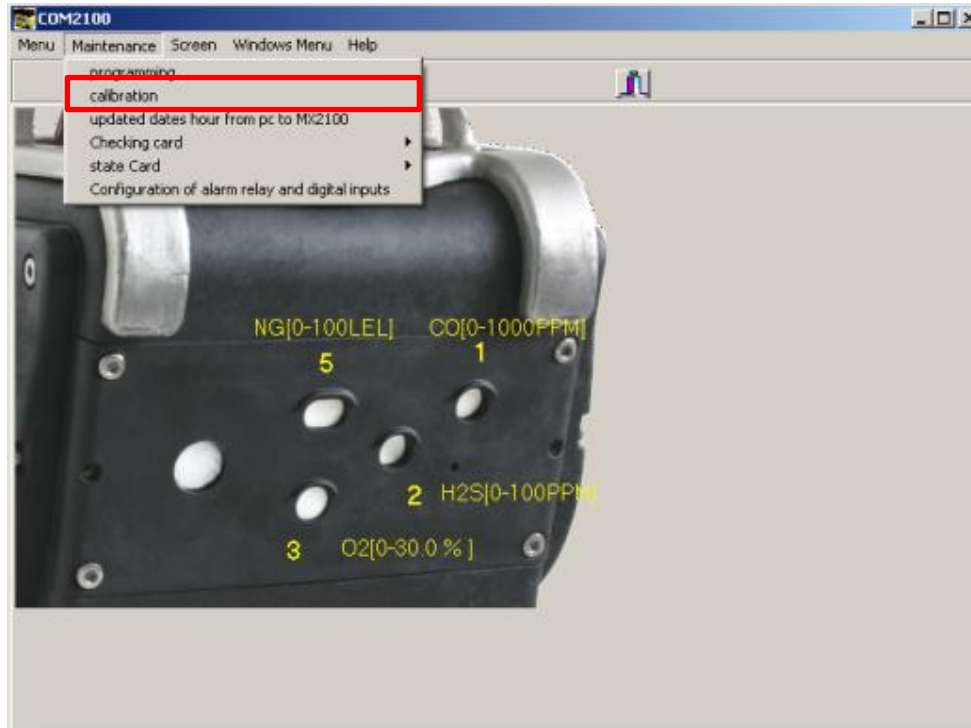 COM2100
Menu Maintenance Screen Windows Menu Help
programming
calibration
updated dates hour from pc to MX2100
Checking card
state Card
Configuration of alarm relay and digital inputs
NG[0-100LEL] CO[0-1000PPM]
5 1
2 H2S[0-100PPM]
3 O2[0-30.0 % ]